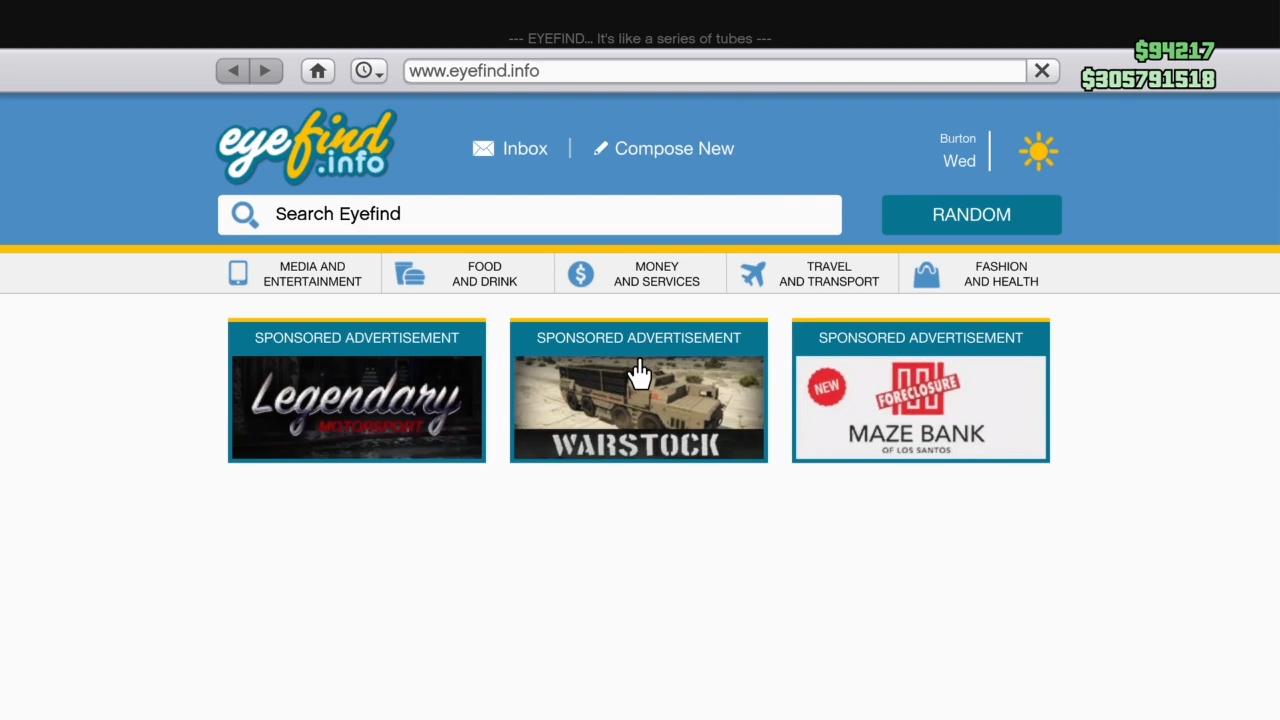 --- EYEFIND... It's like a series of tubes ---
$94217
www.eyefind.info
$305791518
eyefind
.info
Inbox
Compose New
Burton
Wed
Search Eyefind
RANDOM
MEDIA AND
ENTERTAINMENT
FOOD
AND DRINK
MONEY
AND SERVICES
TRAVEL
AND TRANSPORT
FASHION
AND HEALTH
SPONSORED ADVERTISEMENT
Legendary
MOTORSPORT
SPONSORED ADVERTISEMENT
WARSTOCK
SPONSORED ADVERTISEMENT
NEW
FORECLOSURE
MAZE BANK
OF LOS SANTOS